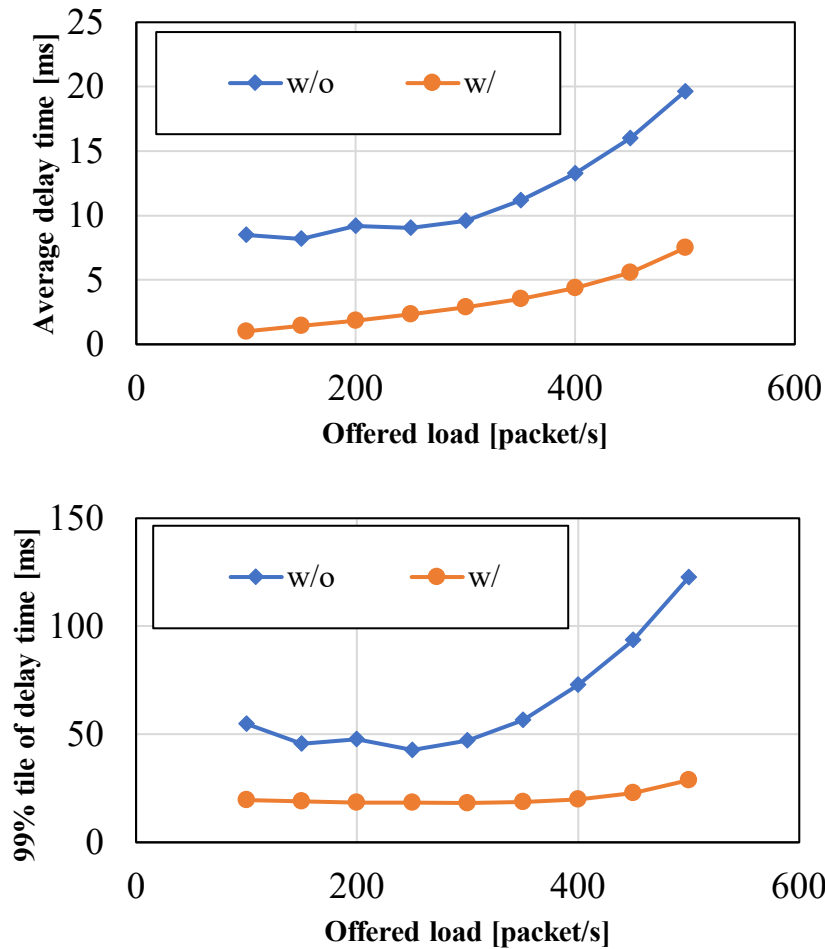 25
20
15
10
5
0
Average delay time [ms]
w/o w/
0 200 400 600
Offered load [packet/s]
150
100
50
0
99% tile of delay time [ms]
w/o w/
0 200 400 600
Offered load [packet/s]